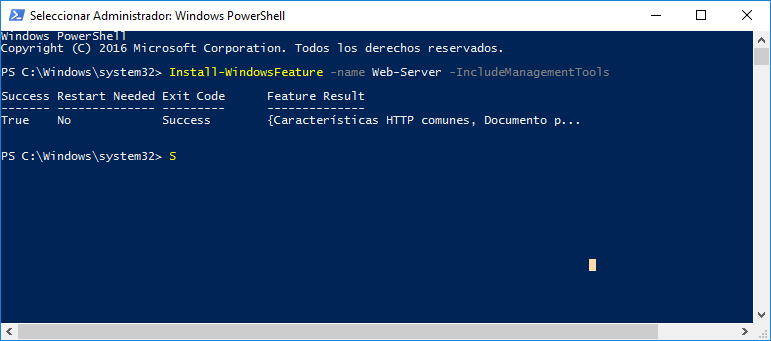 Seleccionar Administrador: Windows PowerShell
Windows PowerShell
Copyright (C) 2016 Microsoft Corporation. Todos los derechos reservados.
PS C:\Windows\system32> Install-WindowsFeature -name Web-Server -IncludeManagementTools
Success Restart Needed Exit Code      Feature Result
------- -------------- ---------      --------------
True    No             Success        {Características HTTP comunes, Documento p...
PS C:\Windows\system32> S